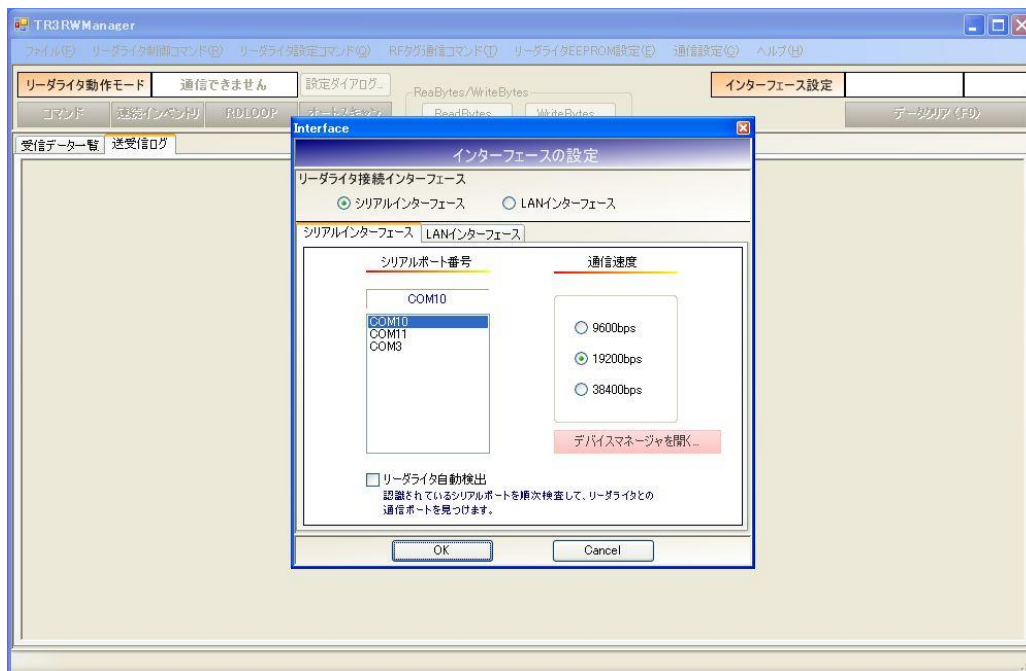 TR3RWManager
ファイル(F) リーダライタ制御コマンド(R) リーダライタ設定コマンド(Q) RFタグ通信コマンド(T) リーダライタEEPROM設定(E) 通信設定(C) ヘルプ(H)
リーダライタ動作モード 通信できません 設定ダイアログ... ReaBytes/WriteBytes インターフェース設定
コマンド 連続インベントリ RDLOOP オートスキャン ReadBytes WriteBytes データクリア (F9)
受信データ一覧 送受信ログ
Interface
インターフェースの設定
リーダライタ接続インターフェース
シリアルインターフェース LANインターフェース
シリアルインターフェース LANインターフェース
シリアルポート番号 通信速度
COM10
COM10
COM11
COM3
9600bps
19200bps
38400bps
デバイスマネージャを開く...
リーダライタ自動検出
認識されているシリアルポートを順次検査して、リーダライタとの
通信ポートを見つけます。
OK Cancel